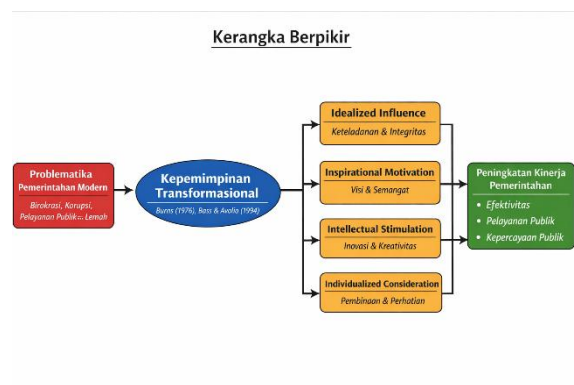 Kerangka Berpikir
Problematika
Pemerintahan Modern
Birokrasi, Korupsi,
Pelayanan Publik Lemah
Kepemimpinan
Transformasional
Burns (1976), Bass & Avolio (1994)
Idealized Influence
Keteladanan & Integritas
Inspirational Motivation
Visi & Semangat
Intellectual Stimulation
Inovasi & Kreativitas
Individualized Consideration
Pembinaan & Perhatian
Peningkatan Kinerja
Pemerintahan
• Efektivitas
• Pelayanan Publik
• Kepercayaan Publik